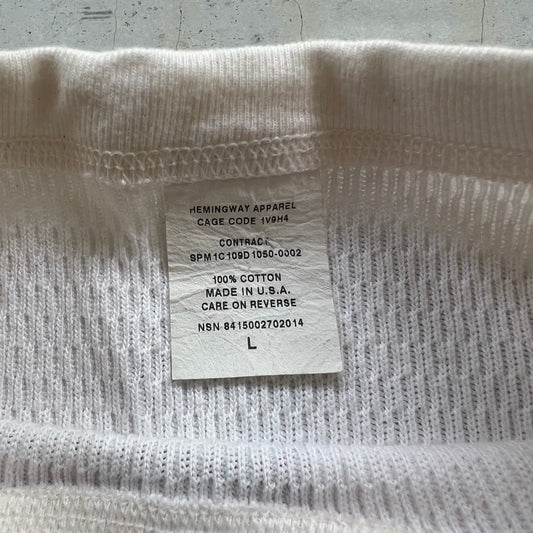 HEMINGWAY APPAREL
CAGE CODE 1V9H4
CONTRACT
SPM1C109D1050-0002
100% COTTON
MADE IN U.S.A.
CARE ON REVERSE
NSN 8415002702014
L